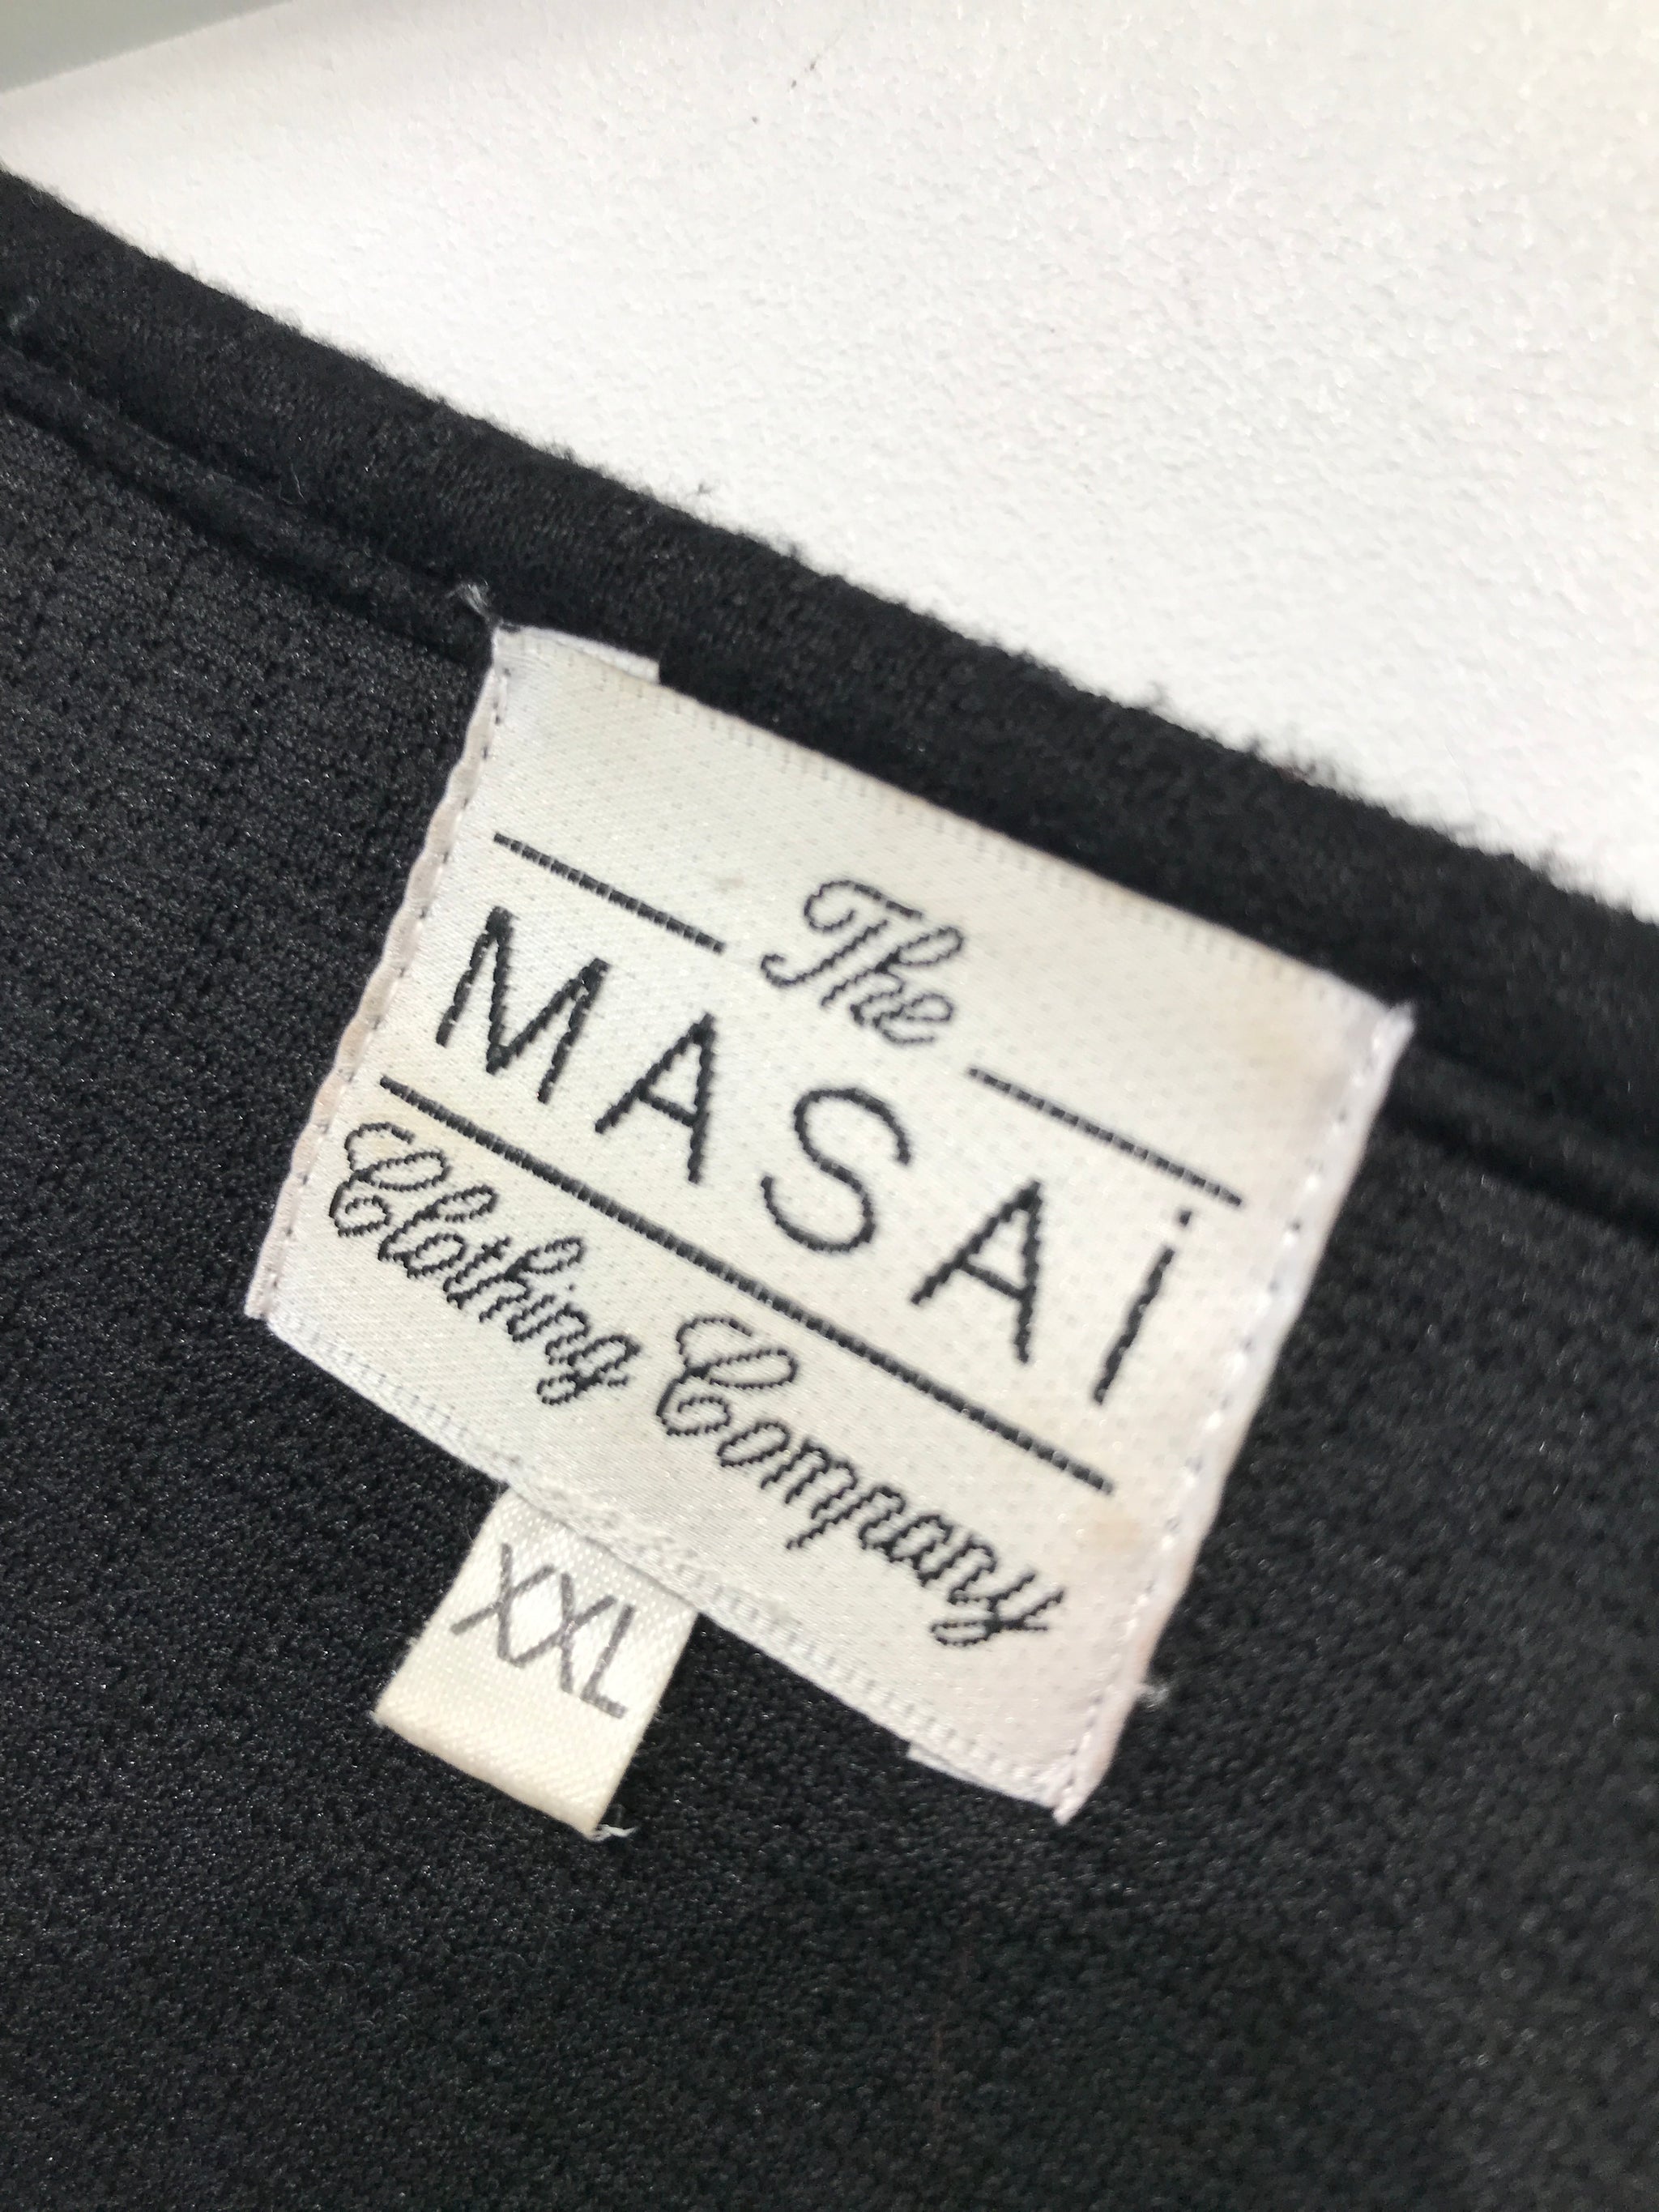 The
MASAi
Clothing Company
XXL